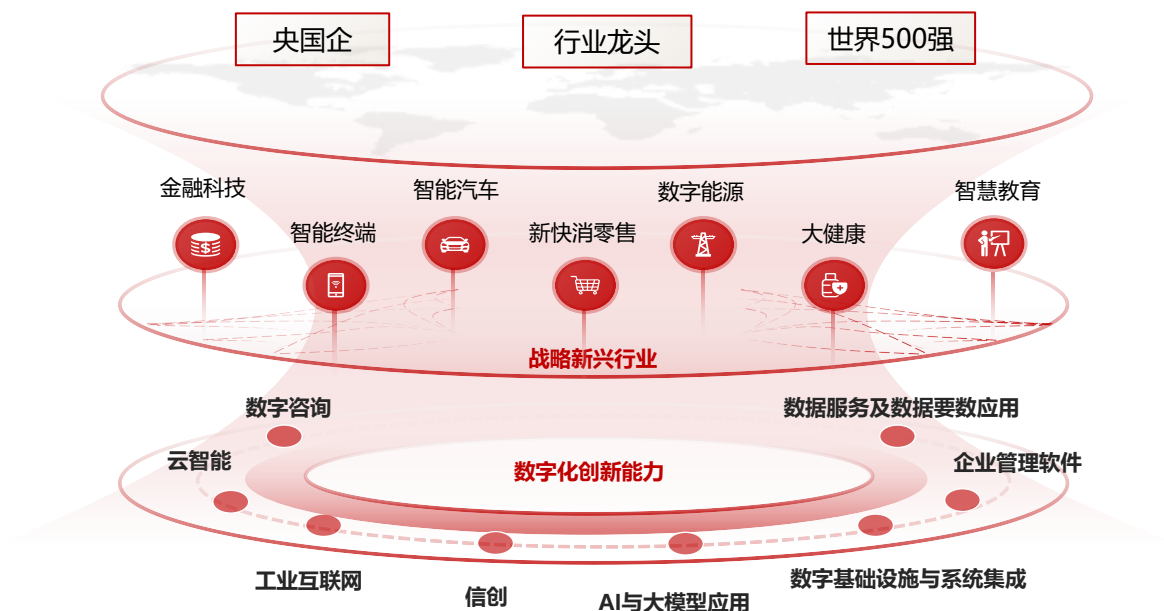 央国企
行业龙头
世界500强
金融科技
智能汽车
数字能源
智慧教育
智能终端
新快消零售
大健康
战略新兴行业
数字咨询
数据服务及数据要数应用
云智能
数字化创新能力
企业管理软件
工业互联网
信创
AI与大模型应用
数字基础设施与系统集成